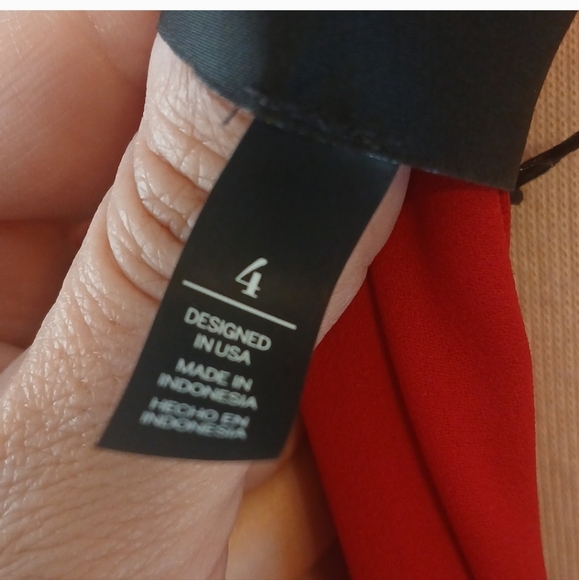 4
DESIGNED
IN USA
MADE IN
INDONESIA
HECHO EN
INDONESIA